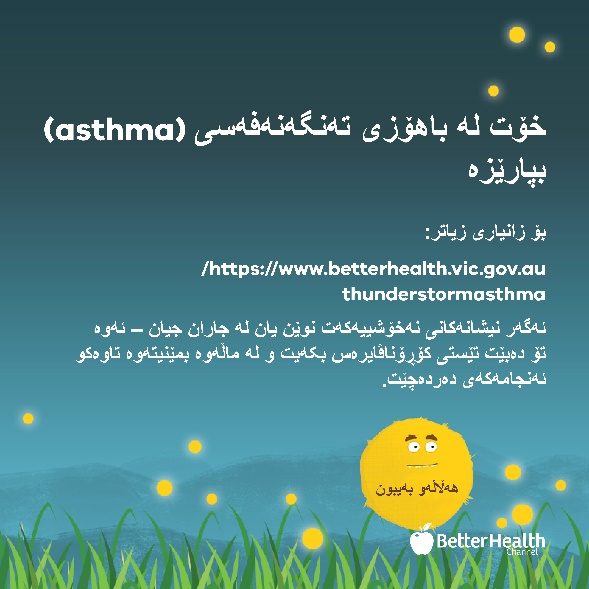 خۆت لە باهۆزی تەنگەنەفەسی (asthma)
بپارێزە
بۆ زانیاری زیاتر:
https://www.betterhealth.vic.gov.au/
thunderstormasthma
ئەگەر نیشانەکانی نەخۆشییەکەت نوێن یان لە جاران جیان – ئەوە
تۆ دەبێت تێستی کۆڕۆناڤایرەس بکەیت و لە ماڵەوە بمێنیتەوە تاوەکو
ئەنجامەکەی دەردەچێت.
هەڵاڵەو بەیبون
BetterHealth
Channel